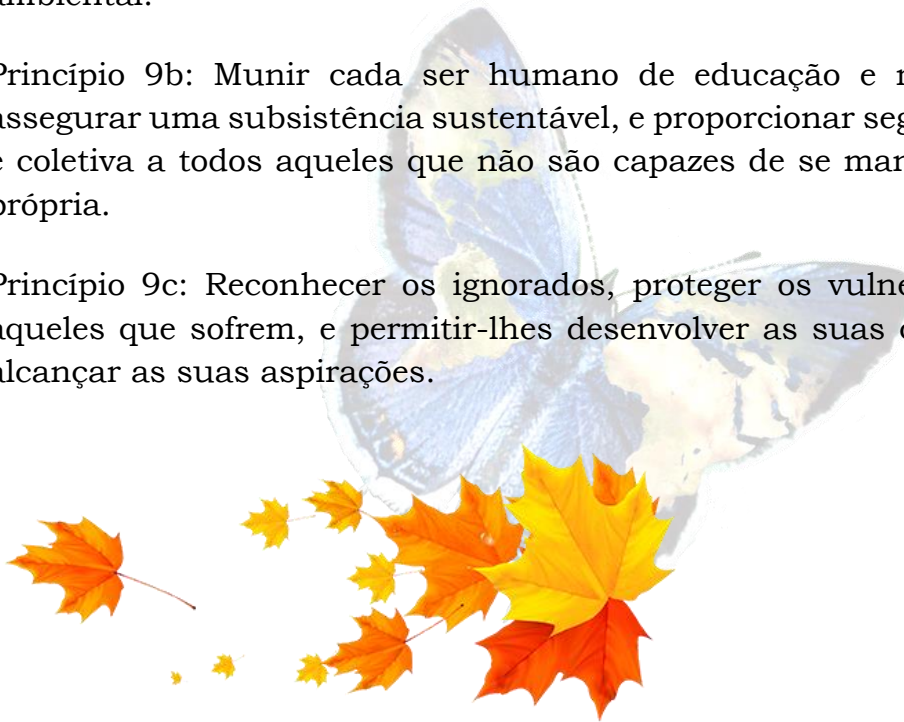 ambiental.
Princípio 9b: Munir cada ser humano de educação e
assegurar uma subsistência sustentável, e proporcionar
e coletiva a todos aqueles que não são capazes de se
própria.
Princípio 9c: Reconhecer os ignorados, proteger os
aqueles que sofrem, e permitir-lhes desenvolver as suas
alcançar as suas aspirações.